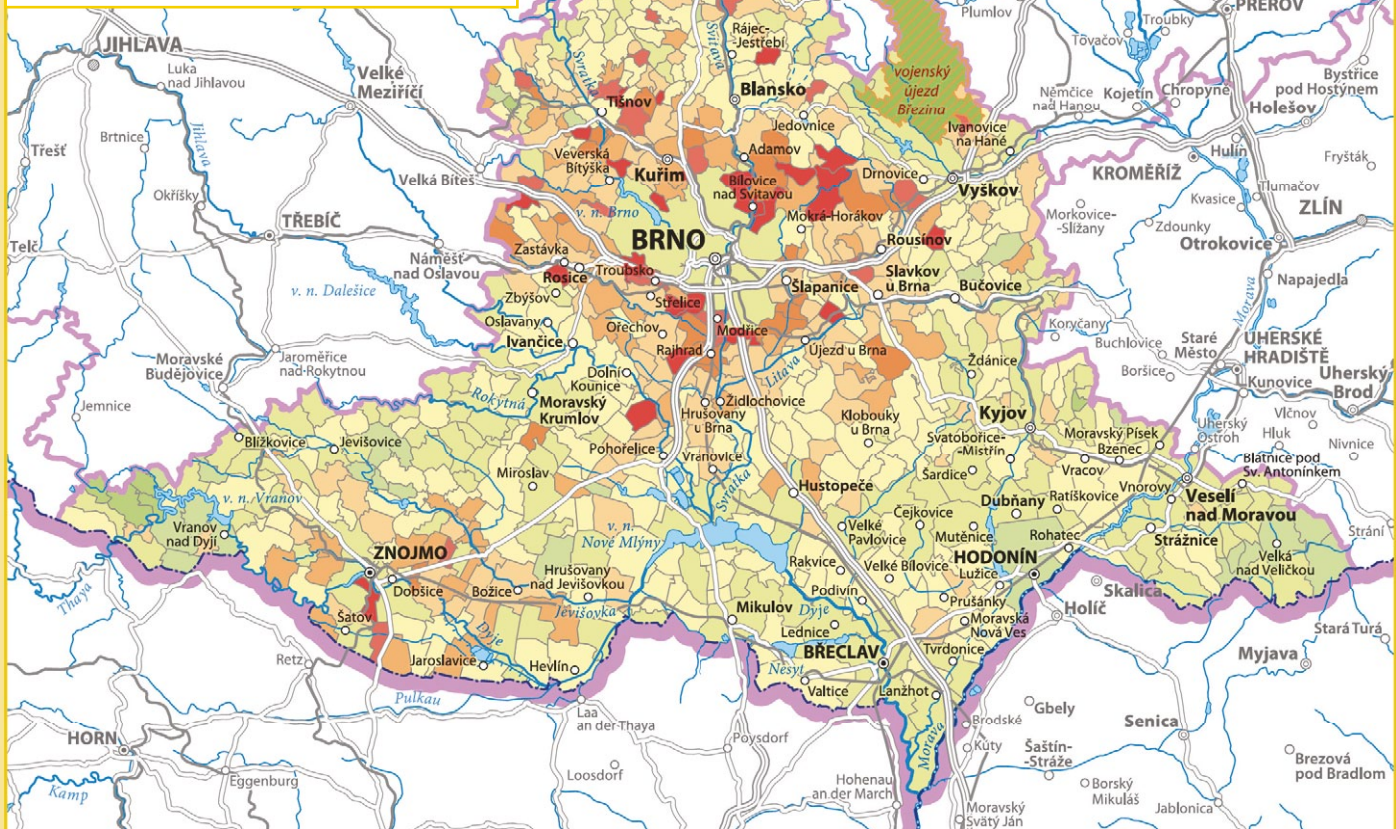 PŘEROV
Plumlov
Troubky
Tovačov
Svitava
Rájec-
-Jestřebí
JIHLAVA
Luka
nad Jihlavou
Velké
Meziříčí
Svratka
Tišnov
Blansko
vojenský
újezd
Březina
Němčice
nad Hanou
Kojetín
Chropyně
Bystřice
pod Hostýnem
Holešov
Jedovnice
Ivanovice
na Hané
Brtnice
Jihlava
Třešť
Adamov
Hulín
Fryšták
Veverská
Bítýška
Kuřim
Velká Bíteš
Bílovice
nad Svitavou
Drnovice
Vyškov
KROMĚŘÍŽ
Okříšky
Tlumačov
Kvasice
ZLÍN
v. n. Brno
Mokrá-Horákov
Morkovice-
-Slížany
Zdounky
TŘEBÍČ
BRNO
Rousínov
Otrokovice
Telč
Náměšť
nad Oslavou
Zastávka
Rosice
Troubsko
Slavkov
u Brna
Šlapanice
Bučovice
Napajedla
v. n. Dalešice
Zbýšov
Střelice
Morava
Oslavany
Ořechov
Modřice
Koryčany
Ivančice
Rajhrad
Újezd u Brna
Buchlovice
Staré
Město
UHERSKÉ
HRADIŠTĚ
Moravské
Budějovice
Jaroměřice
nad Rokytnou
Dolní
Kounice
Litava
Ždánice
Boršice
Kunovice
Uherský
Brod
Rokytná
Moravský
Krumlov
Hrušovany
u Brna
Židlochovice
Klobouky
u Brna
Kyjov
Jemnice
Vlčnov
Uherský
Ostroh
Hluk
Nivnice
Blížkovice
Jevišovice
Pohořelice
Vranovice
Svatobořice-
-Mistřín
Moravský Písek
Bzenec
Blatnice pod
Sv. Antonínkem
Miroslav
Svratka
Šardice
Vracov
Hustopeče
Vnorovy
Veselí
nad Moravou
v. n. Vranov
Dubňany
Ratíškovice
Vranov
nad Dyjí
v. n.
Nové Mlýny
Velké
Pavlovice
Čejkovice
Mutěnice
Rohatec
Strážnice
Strání
ZNOJMO
Hrušovany
nad Jevišovkou
Rakvice
Velké Bílovice
HODONÍN
Lužice
Velká
nad Veličkou
Thaya
Dobšice
Božice
Podivín
Prušánky
Skalica
Holíč
Šatov
Jevišovka
Mikulov
Dyje
Moravská
Nová Ves
Stará Turá
Dyje
Lednice
BŘECLAV
Tvrdonice
Myjava
Retz
Jaroslavice
Hevlín
Nesyt
Valtice
Lanžhot
Pulkau
Laa
an der Thaya
Brodské
Gbely
HORN
Poysdorf
Morava
Kúty
Šaštín-
-Stráže
Senica
Brezová
pod Bradlom
Eggenburg
Loosdorf
Hohenau
an der March
Borský
Mikuláš
Kamp
Jablonica
Moravský
Svätý Ján